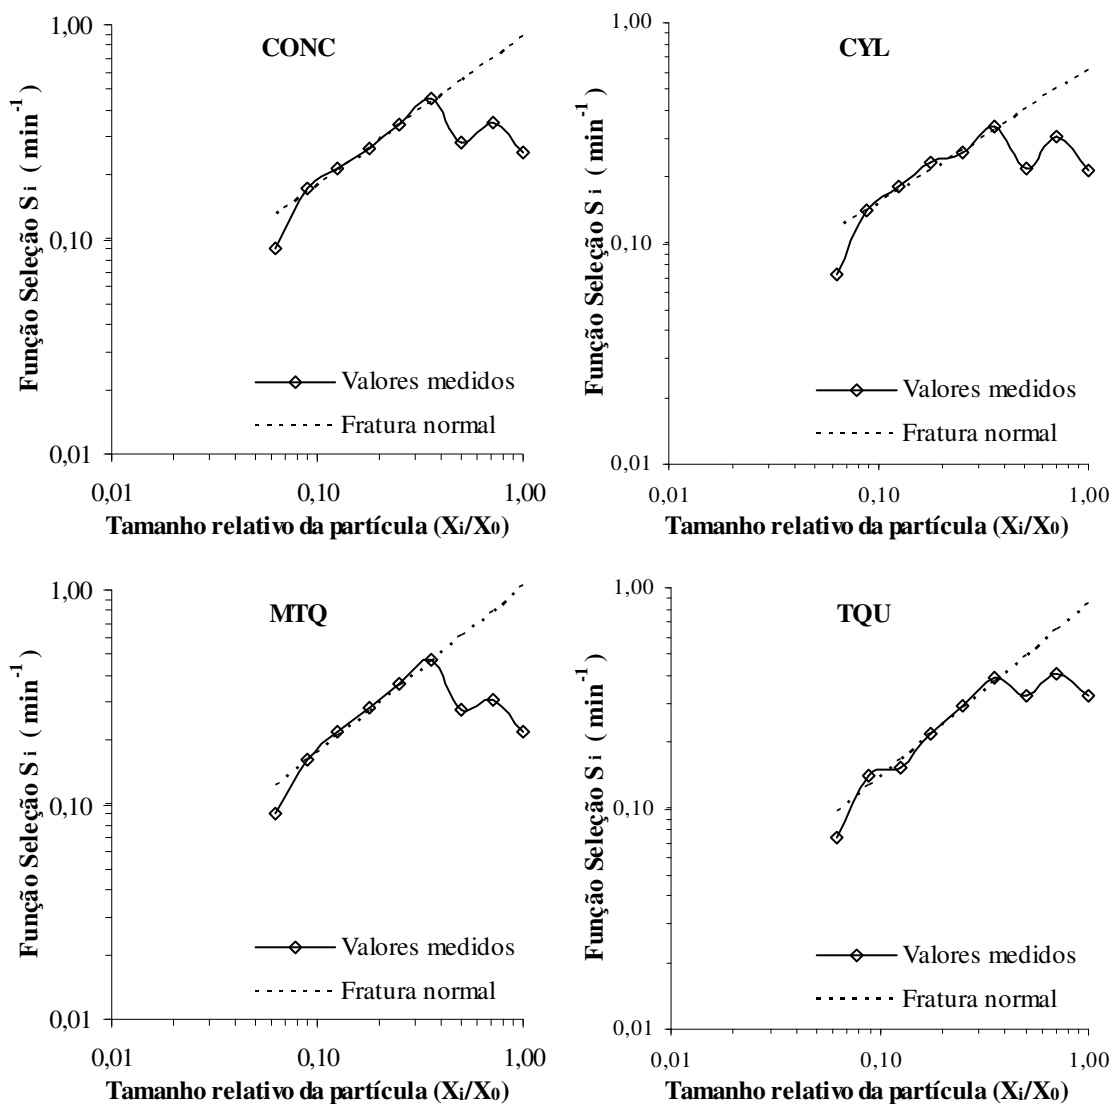 CONC
Função Seleção Si ( min-1 )
1,00
0,10
0,01
Valores medidos
Fratura normal
0,01 0,10 1,00
Tamanho relativo da partícula (Xi/X0)
CYL
Função Seleção Si ( min-1 )
1,00
0,10
0,01
Valores medidos
Fratura normal
0,01 0,10 1,00
Tamanho relativo da partícula (Xi/X0)
MTQ
Função Seleção Si ( min-1 )
1,00
0,10
0,01
Valores medidos
Fratura normal
0,01 0,10 1,00
Tamanho relativo da partícula (Xi/X0)
TQU
Função Seleção Si ( min-1 )
1,00
0,10
0,01
Valores medidos
Fratura normal
0,01 0,10 1,00
Tamanho relativo da partícula (Xi/X0)